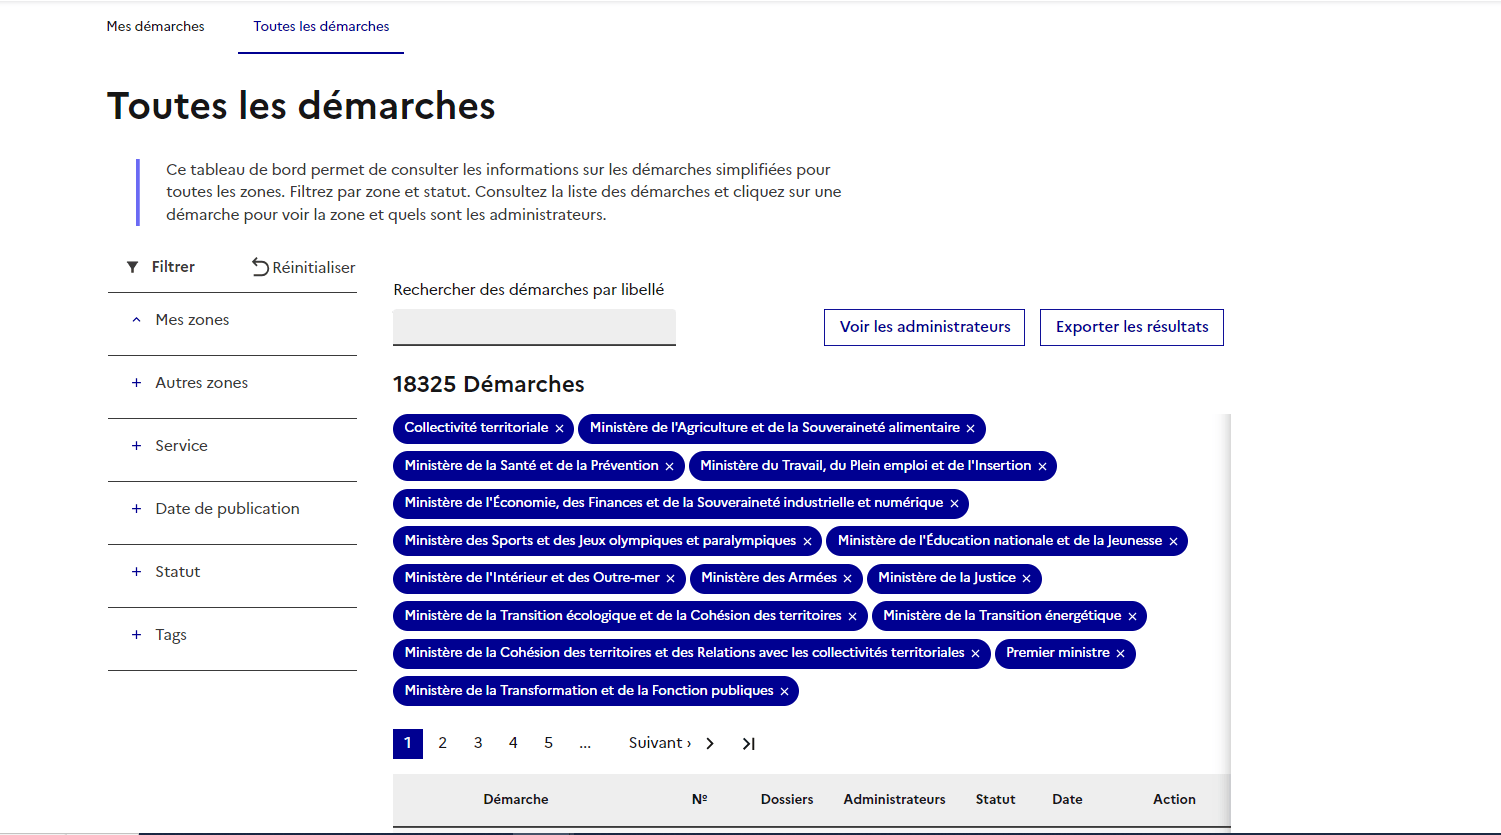 Mes démarches Toutes les démarches
Toutes les démarches
Ce tableau de bord permet de consulter les informations sur les démarches simplifiées pour
toutes les zones. Filtrez par zone et statut. Consultez la liste des démarches et cliquez sur une
démarche pour voir la zone et quels sont les administrateurs.
Filtrer Réinitialiser
Mes zones
Autres zones
Service
Date de publication
Statut
Tags
Rechercher des démarches par libellé
Voir les administrateurs Exporter les résultats
18325 Démarches
Collectivité territoriale × Ministère de l'Agriculture et de la Souveraineté alimentaire ×
Ministère de la Santé et de la Prévention × Ministère du Travail, du Plein emploi et de l'Insertion ×
Ministère de l'Économie, des Finances et de la Souveraineté industrielle et numérique ×
Ministère des Sports et des Jeux olympiques et paralympiques × Ministère de l'Éducation nationale et de la Jeunesse ×
Ministère de l'Intérieur et des Outre-mer × Ministère des Armées × Ministère de la Justice ×
Ministère de la Transition écologique et de la Cohésion des territoires × Ministère de la Transition énergétique ×
Ministère de la Cohésion des territoires et des Relations avec les collectivités territoriales × Premier ministre ×
Ministère de la Transformation et de la Fonction publiques ×
1 2 3 4 5 ... Suivant ›
Démarche Nº Dossiers Administrateurs Statut Date Action